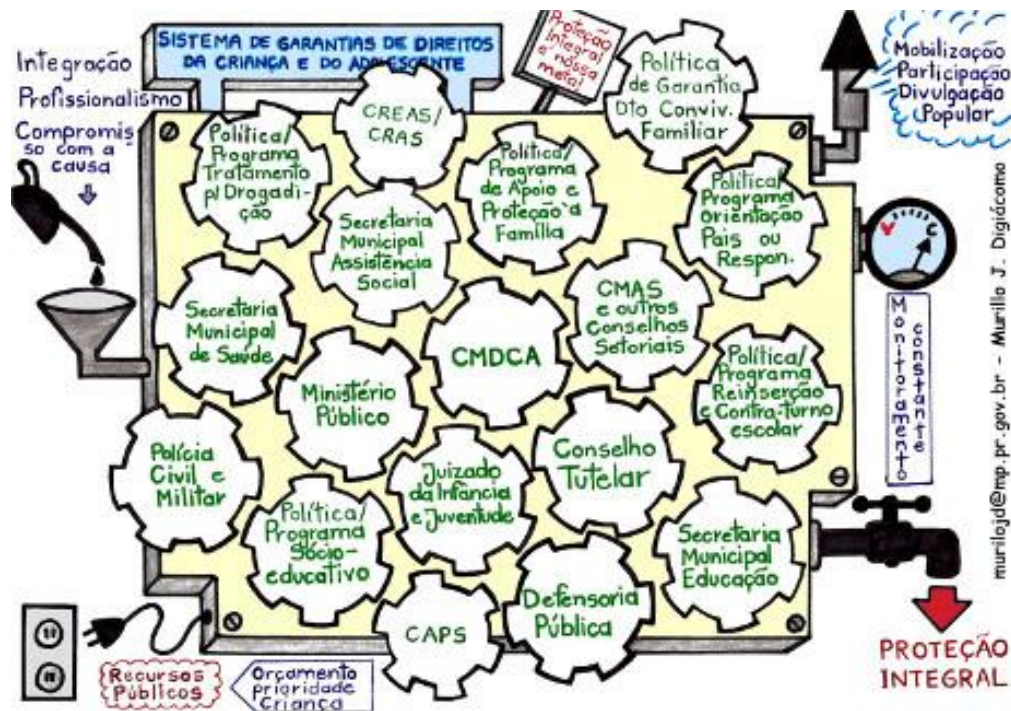 SISTEMA DE GARANTIAS DE DIREITOS
DA CRIANÇA E DO ADOLESCENTE
Proteção
Integral
é nossa
meta!
Integração
Profissionalismo
Compromis
so com a
causa
Mobilização
Participação
Divulgação
Popular
Política/
Programa
Tratamento
p/ Drogadi-
ção
CREAS/
CRAS
Política/
Programa
de Apoio e
Proteção à
Família
Política
de Garantia
Dto Conviv.
Familiar
Política/
Programa
Orientação
Pais ou
Respon.
Secretaria
Municipal
Assistência
Social
Secretaria
Municipal
de Saúde
CMDCA
CMAS
e outros
Conselhos
Setoriais
Ministério
Público
Política/
Programa
Reinserção
e Contra-turno
escolar
Polícia
Civil e
Militar
Juizado
da Infância
e Juventude
Conselho
Tutelar
Política/
Programa
Sócio-
educativo
Secretaria
Municipal
Educação
CAPS
Defensoria
Pública
V
C
Monitoramento
constante
Recursos
Públicos
Orçamento
prioridade
Criança
PROTEÇÃO
INTEGRAL
murilojd@mp.pr.gov.br - Murillo J. Digiácomo